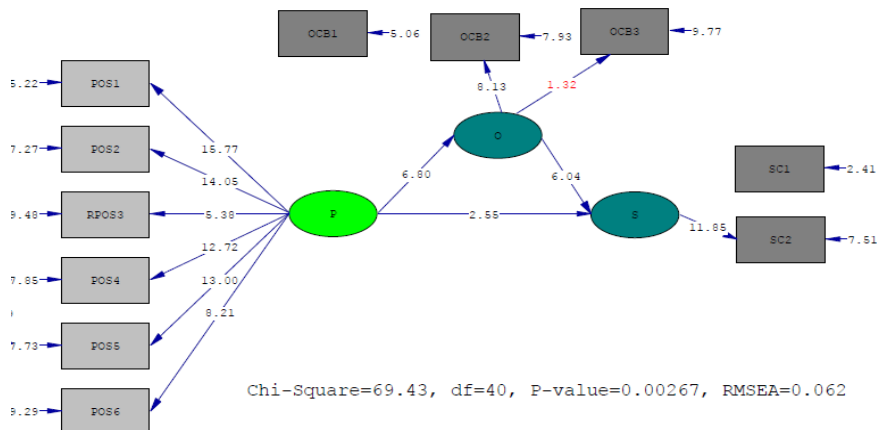 OCB1
5.06
OCB2
7.93
OCB3
9.77
5.22
POS1
8.13
1.32
7.27
POS2
15.77
O
14.05
6.80
6.04
SC1
2.41
9.48
RPOS3
5.38
P
2.55
S
11.85
SC2
7.51
12.72
7.85
POS4
13.00
8.21
7.73
POS5
Chi-Square=69.43, df=40, P-value=0.00267, RMSEA=0.062
9.29
POS6